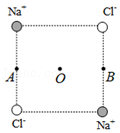 Na⁺ Cl⁻
A O B
Cl⁻ Na⁺